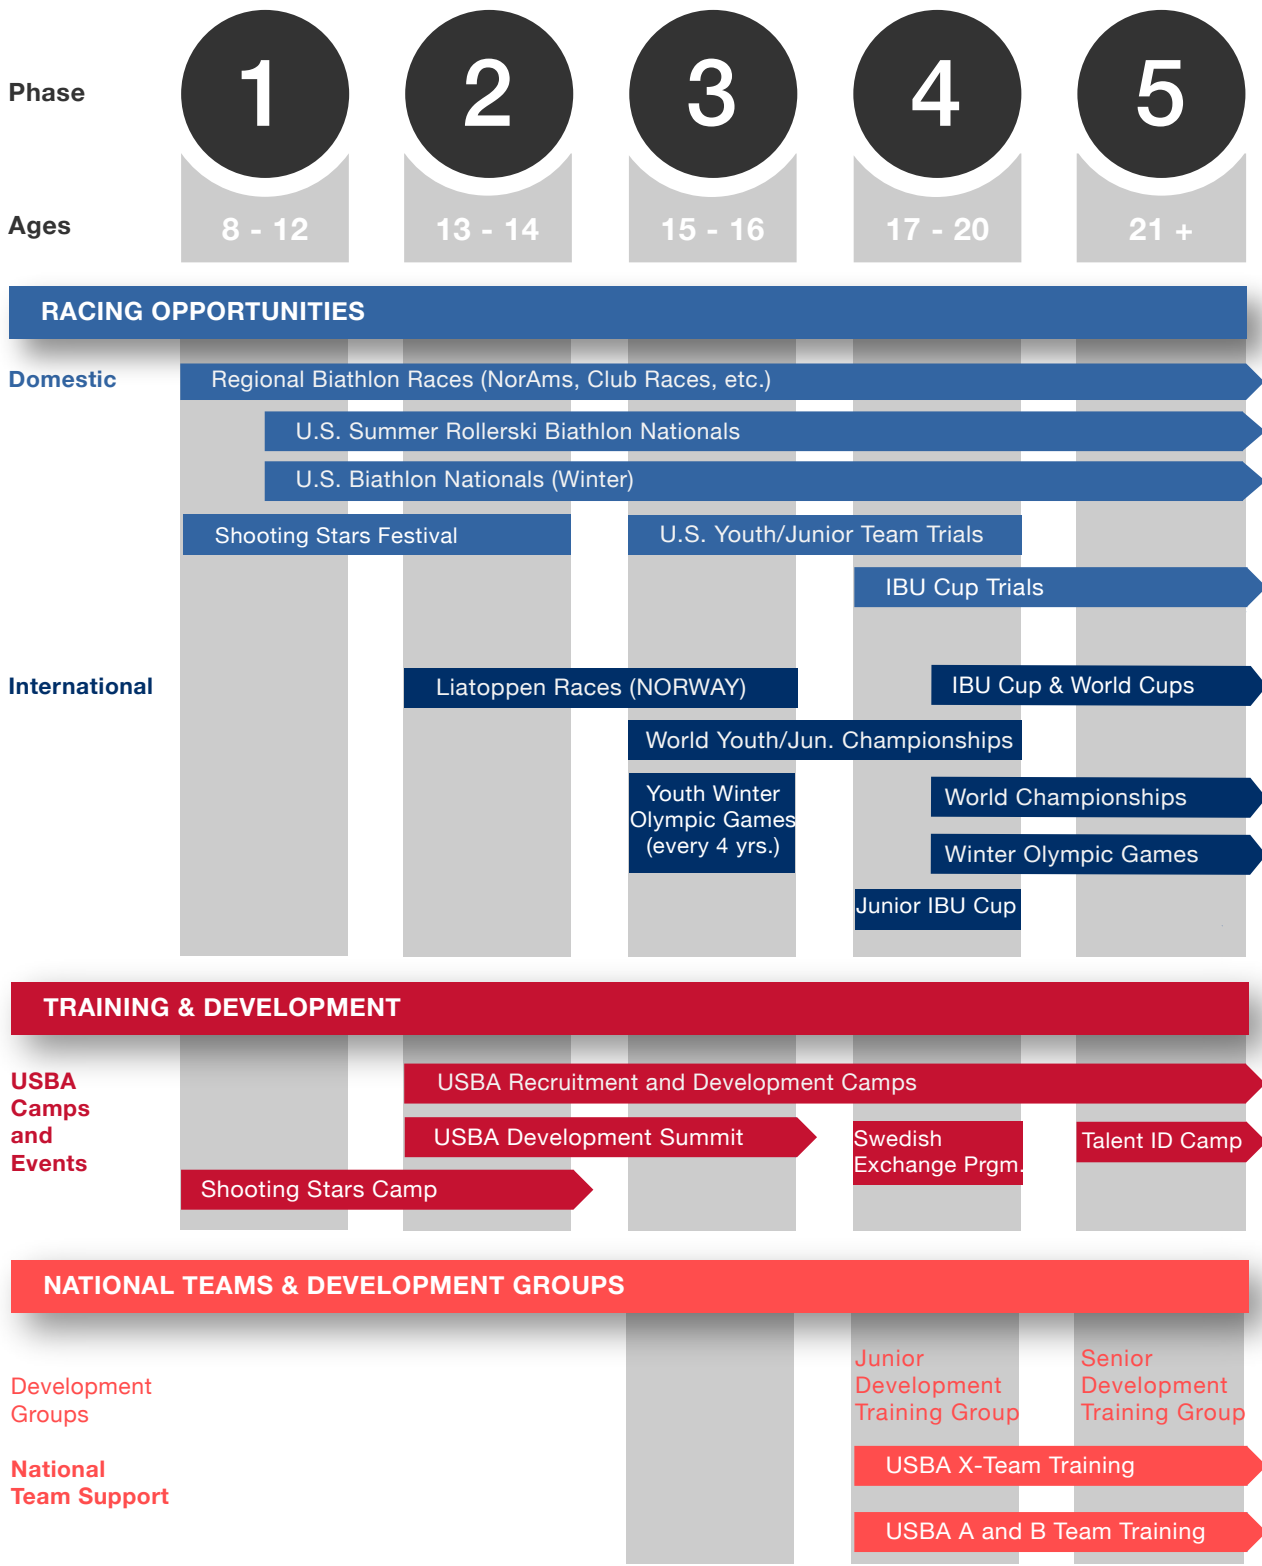 Phase
1
2
3
4
5
Ages
8 - 12
13 - 14
15 - 16
17 - 20
21 +
RACING OPPORTUNITIES
Domestic
Regional Biathlon Races (NorAms, Club Races, etc.)
U.S. Summer Rollerski Biathlon Nationals
U.S. Biathlon Nationals (Winter)
Shooting Stars Festival
U.S. Youth/Junior Team Trials
IBU Cup Trials
International
Liatoppen Races (NORWAY)
IBU Cup & World Cups
World Youth/Jun. Championships
Youth Winter
Olympic Games
(every 4 yrs.)
World Championships
Winter Olympic Games
Junior IBU Cup
TRAINING & DEVELOPMENT
USBA
Camps
and
Events
USBA Recruitment and Development Camps
USBA Development Summit
Swedish
Exchange Prgm.
Talent ID Camp
Shooting Stars Camp
NATIONAL TEAMS & DEVELOPMENT GROUPS
Development
Groups
Junior
Development
Training Group
Senior
Development
Training Group
National
Team Support
USBA X-Team Training
USBA A and B Team Training